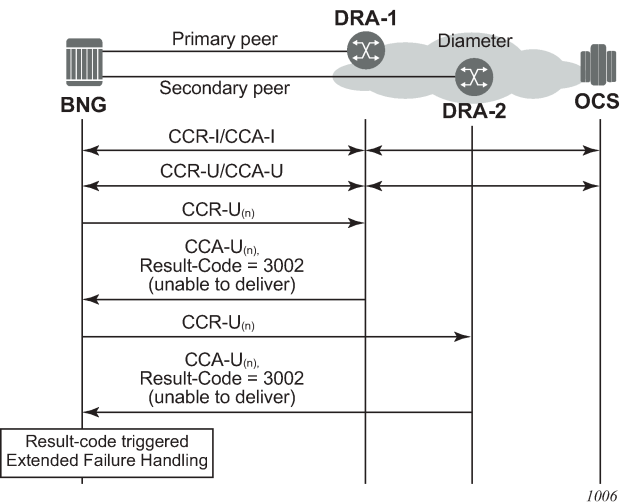 DRA-1
Primary peer
Diameter
Secondary peer
BNG
DRA-2
OCS
CCR-I/CCA-I
CCR-U/CCA-U
CCR-U(n)
CCA-U(n),
Result-Code = 3002
(unable to deliver)
CCR-U(n)
CCA-U(n),
Result-Code = 3002
(unable to deliver)
Result-code triggered
Extended Failure Handling
1006